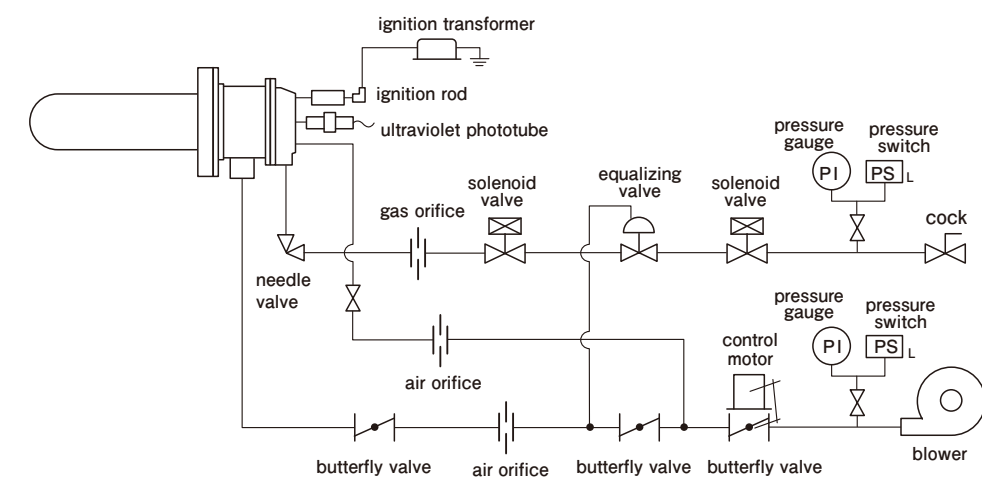 ignition transformer
ignition rod
ultraviolet phototube
pressure
gauge
pressure
switch
PI
PS
L
equalizing
valve
solenoid
valve
solenoid
valve
gas orifice
cock
needle
valve
pressure
gauge
pressure
switch
PI
PS
L
control
motor
air orifice
butterfly valve
air orifice
butterfly valve
butterfly valve
blower